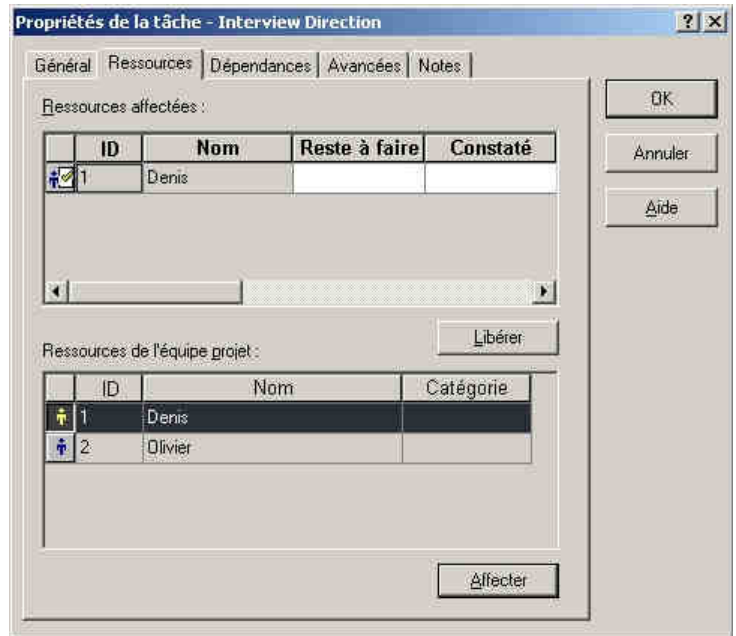 Propriétés de la tâche - Interview Direction ? ×
Général Ressources Dépendances Avancées Notes
Ressources affectées :
ID Nom Reste à faire Constaté
1 Denis
Libérer
Ressources de l'équipe projet :
ID Nom Catégorie
1 Denis
2 Olivier
Affecter
OK
Annuler
Aide